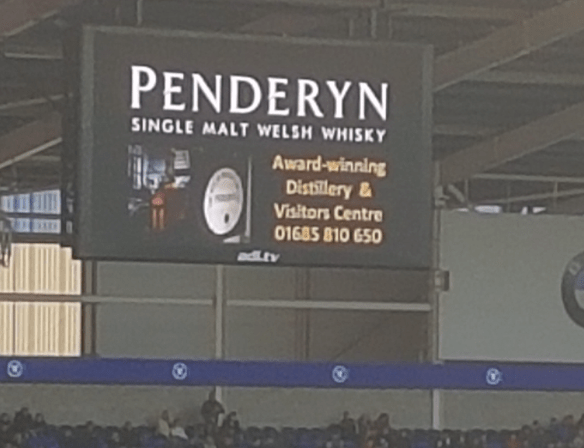 PENDERYN
SINGLE MALT WELSH WHISKY
Award-winning
Distillery &
Visitors Centre
01685 810 650
adi.tv